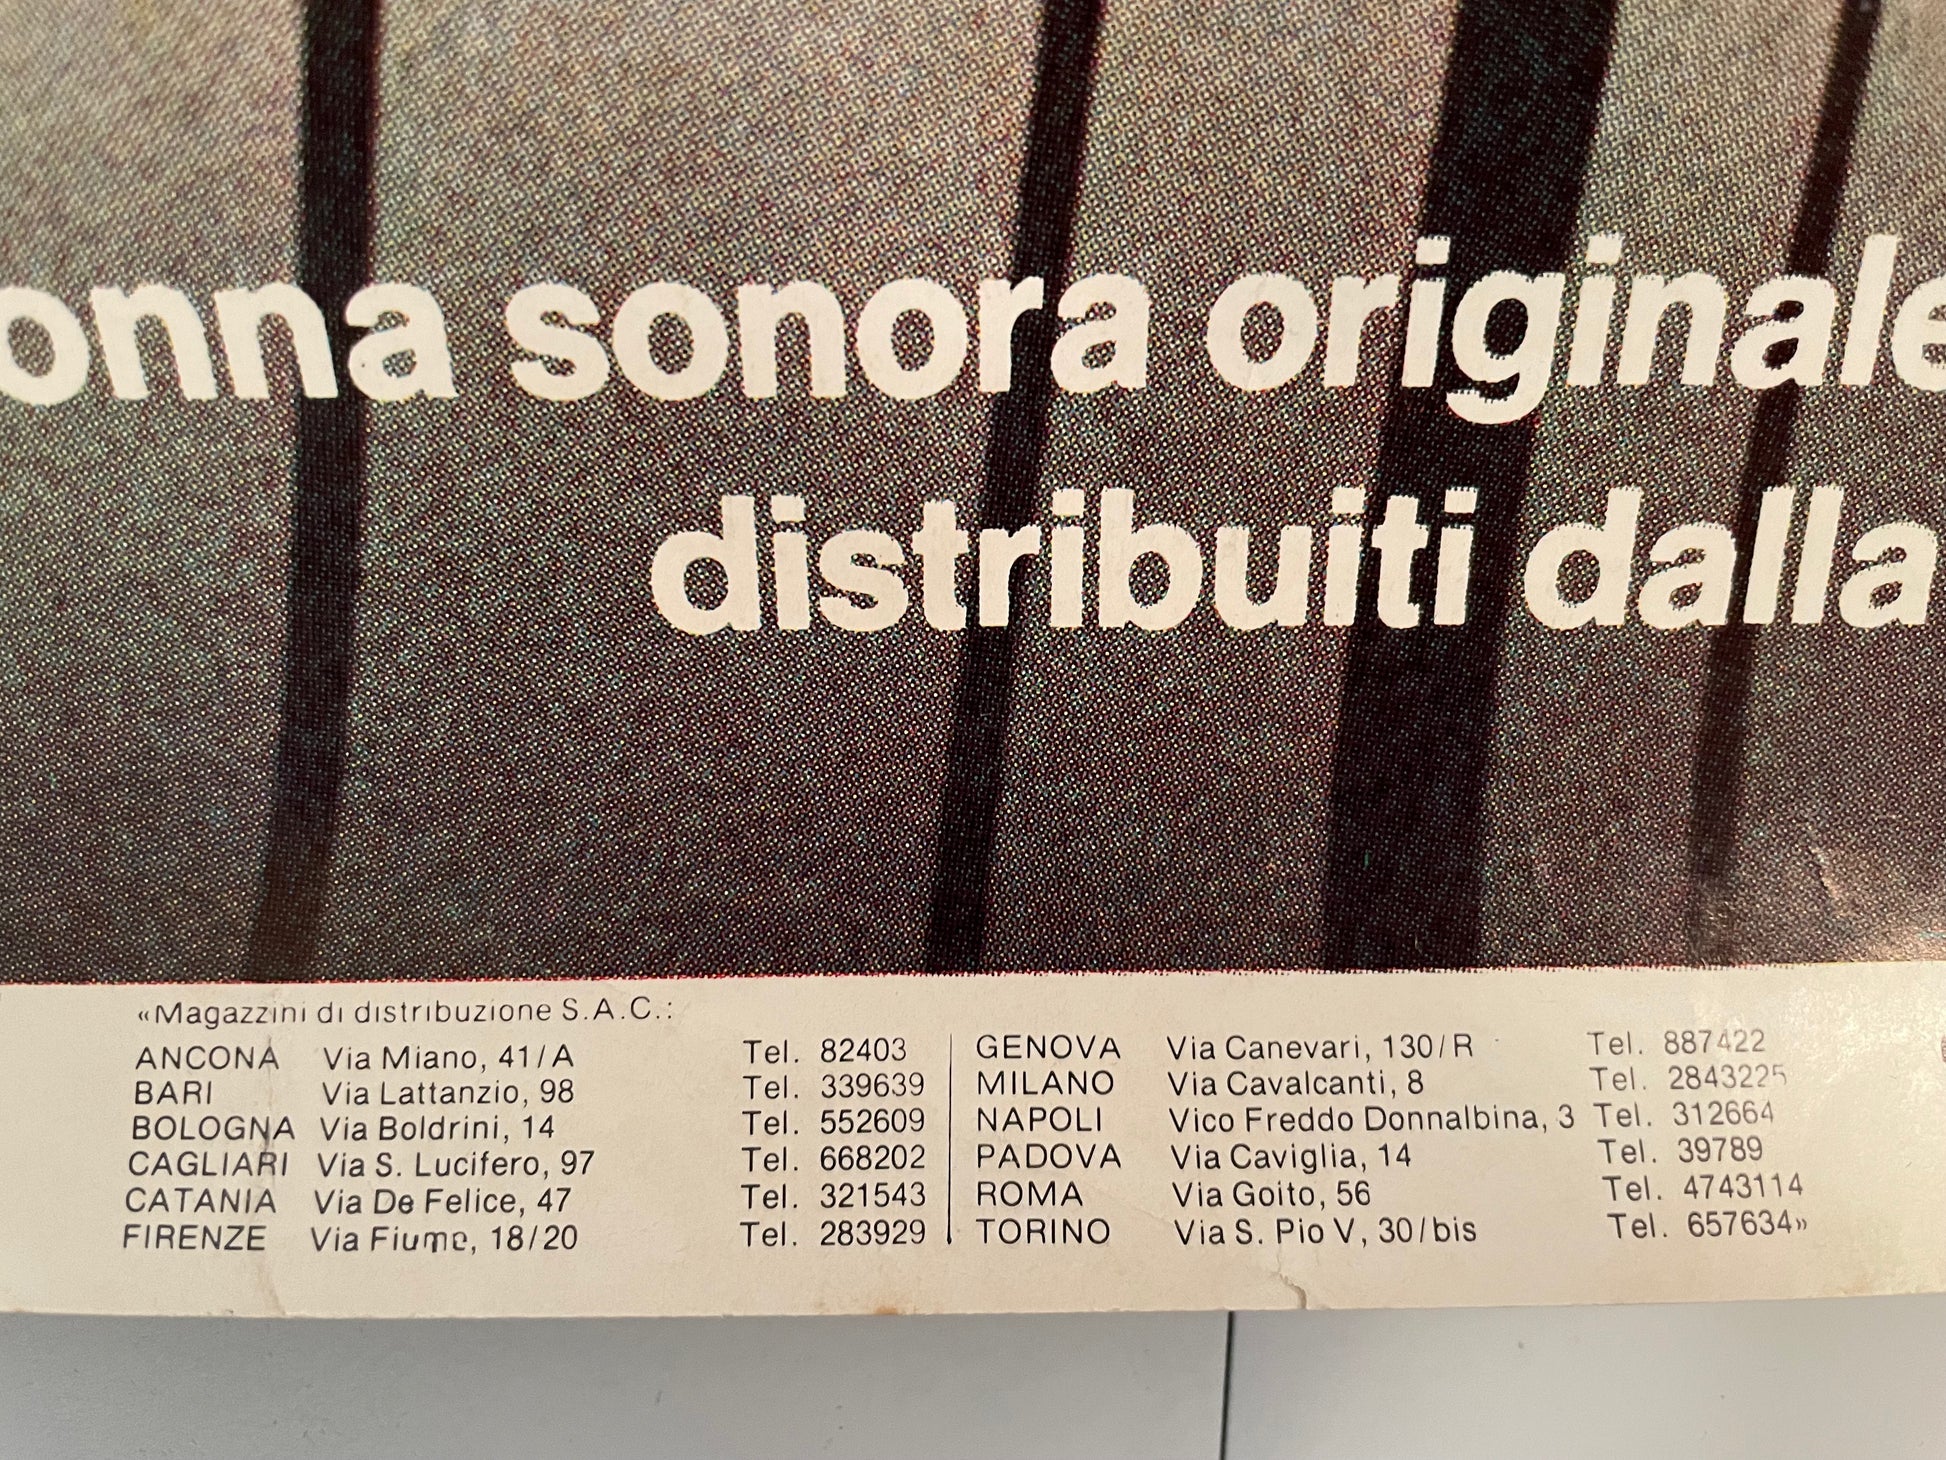 onna sonora originale
distribuiti dalla
«Magazzini di distribuzione S.A.C.:
ANCONA Via Miano, 41/A Tel. 82403
BARI Via Lattanzio, 98 Tel. 339639
BOLOGNA Via Boldrini, 14 Tel. 552609
CAGLIARI Via S. Lucifero, 97 Tel. 668202
CATANIA Via De Felice, 47 Tel. 321543
FIRENZE Via Fiume, 18/20 Tel. 283929
GENOVA Via Canevari, 130/R Tel. 887422
MILANO Via Cavalcanti, 8 Tel. 2843225
NAPOLI Vico Freddo Donnalbina, 3 Tel. 312664
PADOVA Via Caviglia, 14 Tel. 39789
ROMA Via Goito, 56 Tel. 4743114
TORINO Via S. Pio V, 30/bis Tel. 657634»